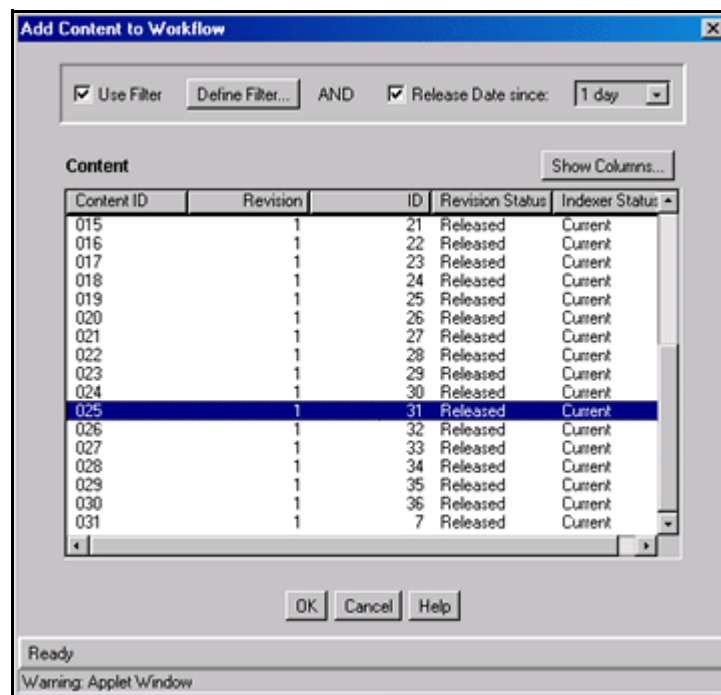 Add Content to Workflow
Use Filter Define Filter... AND Release Date since: 1 day
Content Show Columns...
Content ID Revision ID Revision Status Indexer Status
015 1 21 Released Current
016 1 22 Released Current
017 1 23 Released Current
018 1 24 Released Current
019 1 25 Released Current
020 1 26 Released Current
021 1 27 Released Current
022 1 28 Released Current
023 1 29 Released Current
024 1 30 Released Current
025 1 31 Released Current
026 1 32 Released Current
027 1 33 Released Current
028 1 34 Released Current
029 1 35 Released Current
030 1 36 Released Current
031 1 7 Released Current
OK Cancel Help
Ready
Warning: Applet Window